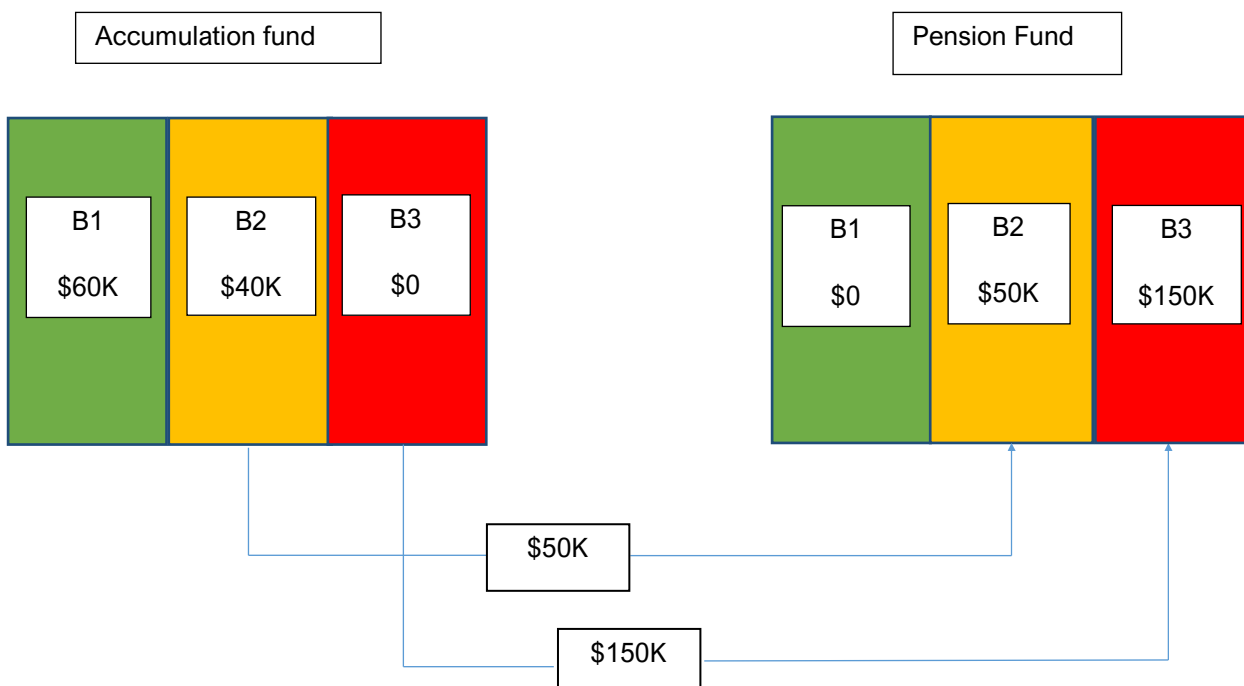 Accumulation fund
Pension Fund
B1
$60K
B2
$40K
B3
$0
B1
$0
B2
$50K
B3
$150K
$50K
$150K